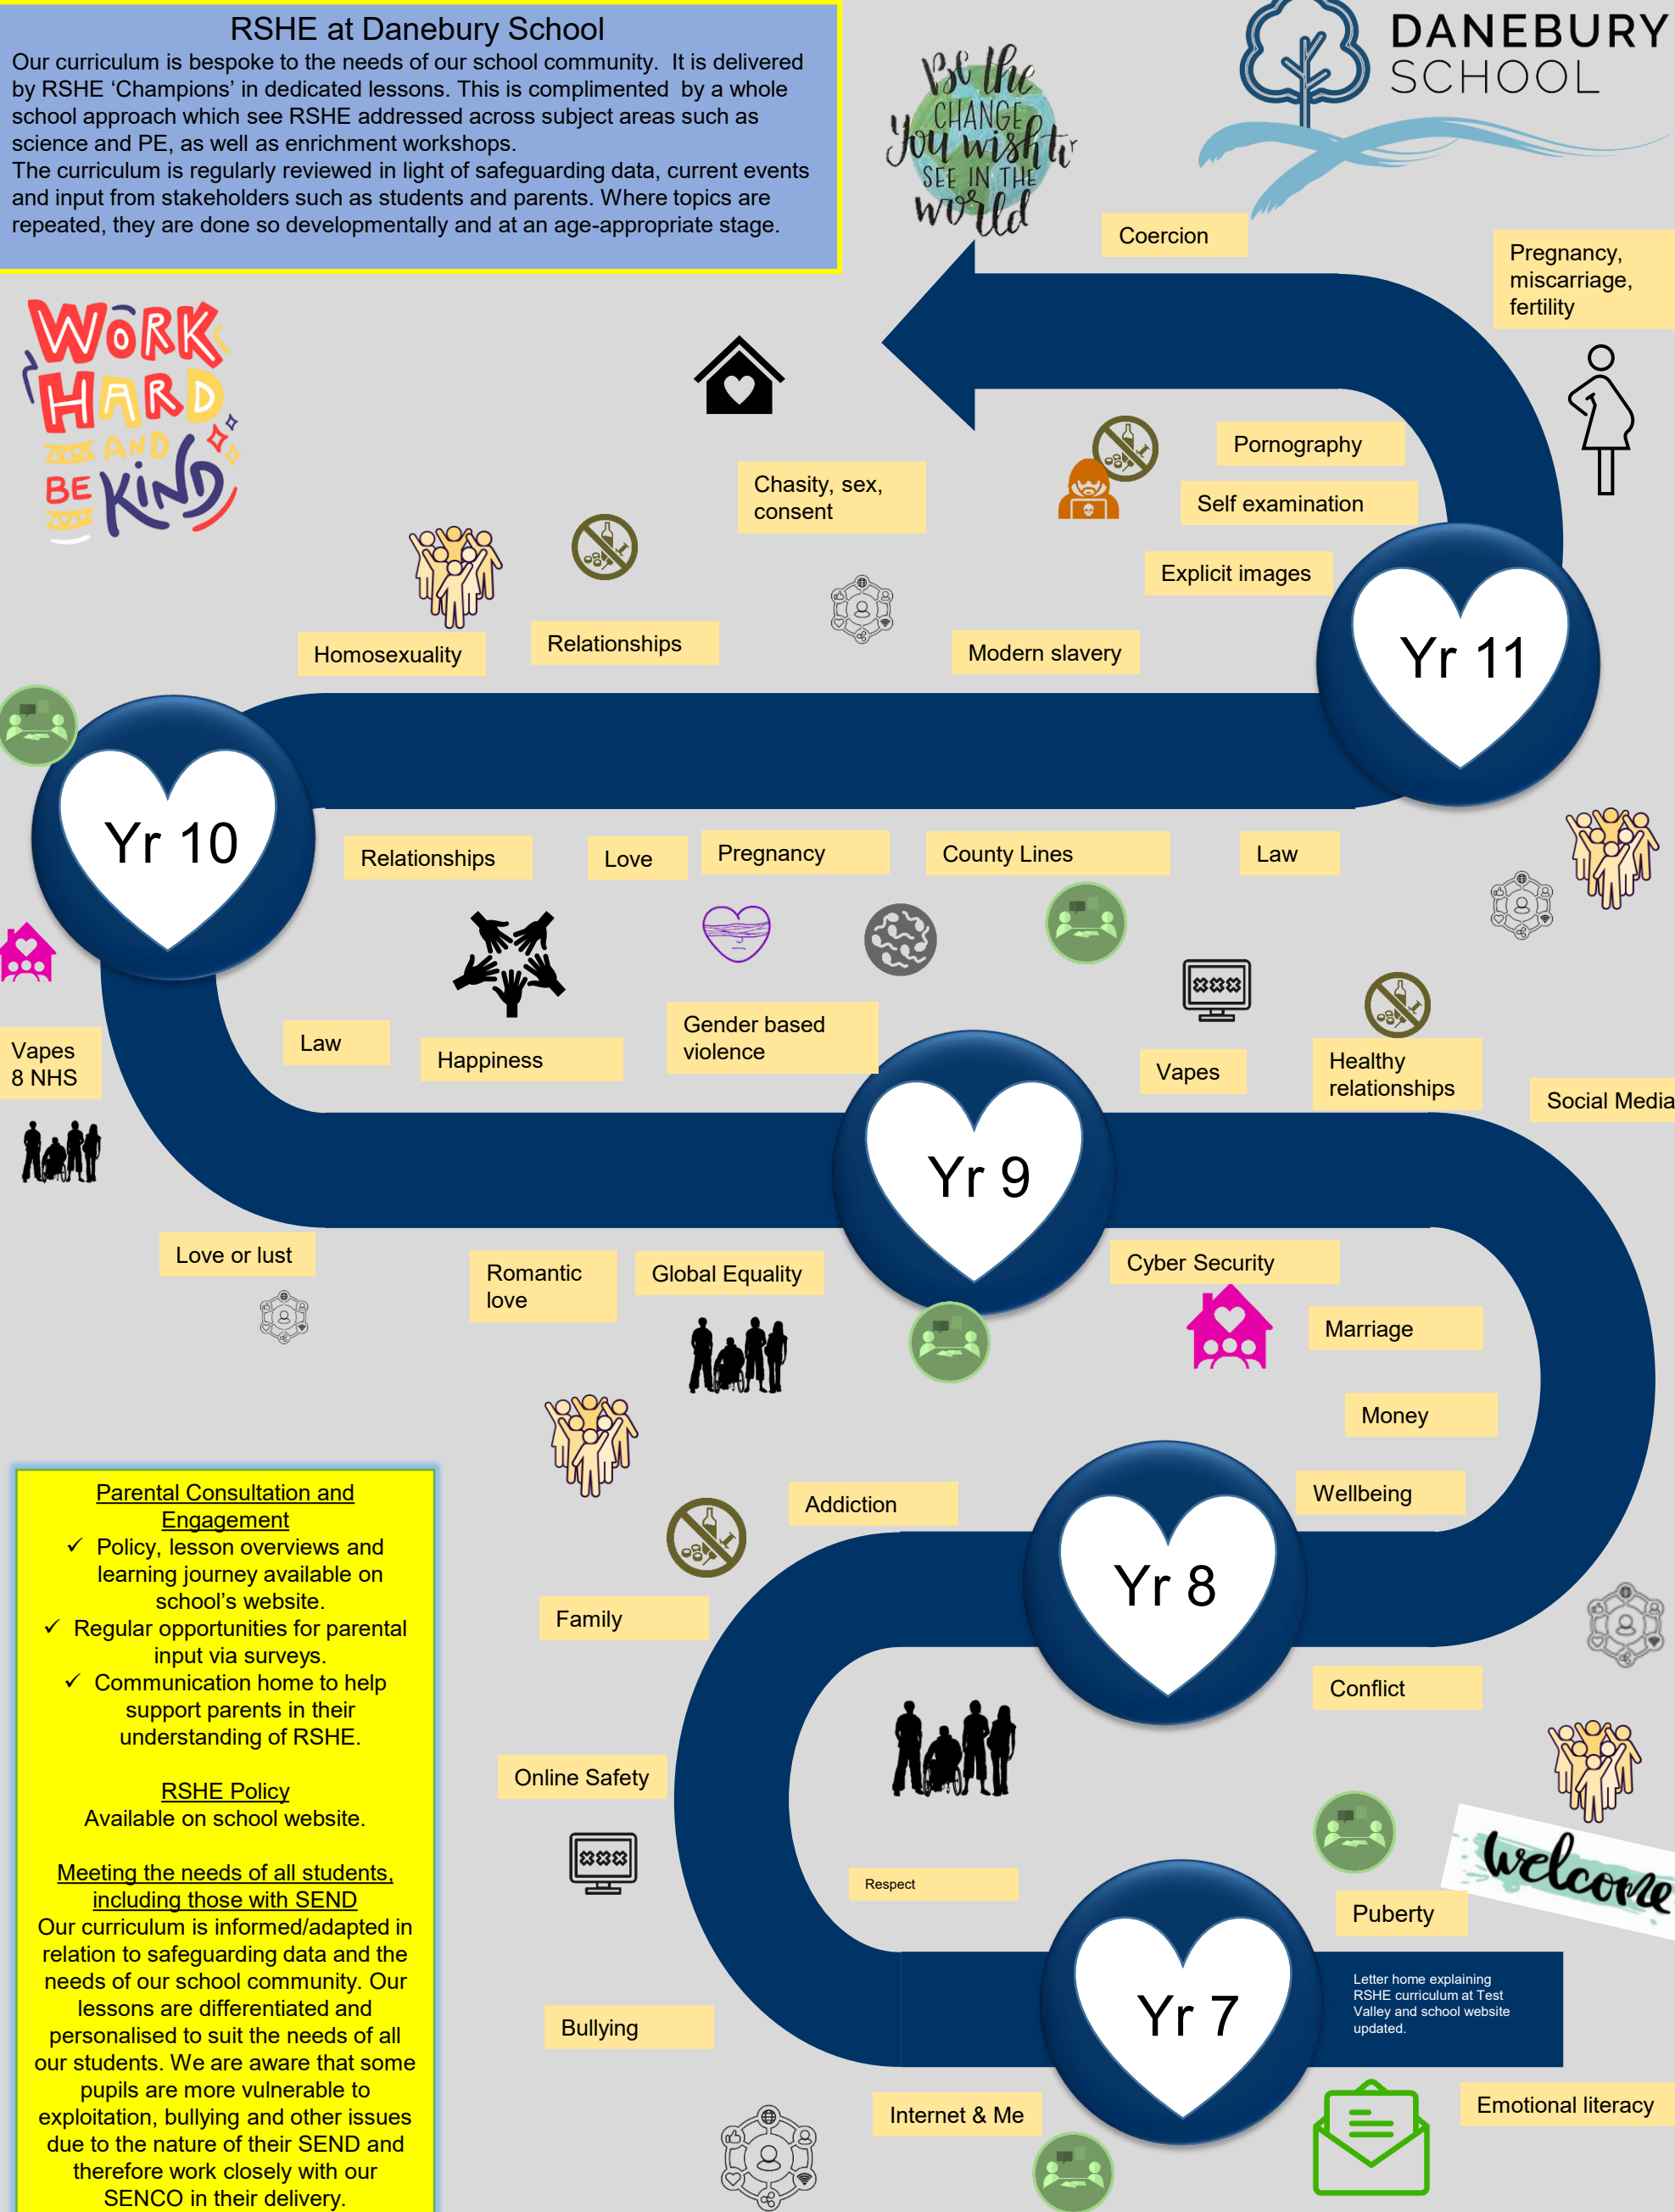 RSHE at Danebury School
Our curriculum is bespoke to the needs of our school community.  It is delivered
by RSHE ‘Champions’ in dedicated lessons. This is complimented  by a whole
school approach which see RSHE addressed across subject areas such as
science and PE, as well as enrichment workshops.
The curriculum is regularly reviewed in light of safeguarding data, current events
and input from stakeholders such as students and parents. Where topics are
repeated, they are done so developmentally and at an age-appropriate stage.
Be the
CHANGE
You wish to
SEE IN THE
world
DANEBURY
SCHOOL
Coercion
Pregnancy,
miscarriage,
fertility
WORK
HARD
AND
BE KIND
Pornography
Chasity, sex,
consent
Self examination
Explicit images
Homosexuality
Relationships
Modern slavery
Yr 11
Yr 10
Relationships
Love
Pregnancy
County Lines
Law
Vapes
8 NHS
Law
Happiness
Gender based
violence
Vapes
Healthy
relationships
Social Media
Yr 9
Love or lust
Romantic
love
Global Equality
Cyber Security
Marriage
Money
Wellbeing
Addiction
Yr 8
Family
Conflict
Online Safety
Respect
welcome
Puberty
Yr 7
Letter home explaining
RSHE curriculum at Test
Valley and school website
updated.
Bullying
Internet & Me
Emotional literacy
Parental Consultation and
Engagement
✓ Policy, lesson overviews and
learning journey available on
school’s website.
✓ Regular opportunities for parental
input via surveys.
✓ Communication home to help
support parents in their
understanding of RSHE.
RSHE Policy
Available on school website.
Meeting the needs of all students,
including those with SEND
Our curriculum is informed/adapted in
relation to safeguarding data and the
needs of our school community. Our
lessons are differentiated and
personalised to suit the needs of all
our students. We are aware that some
pupils are more vulnerable to
exploitation, bullying and other issues
due to the nature of their SEND and
therefore work closely with our
SENCO in their delivery.